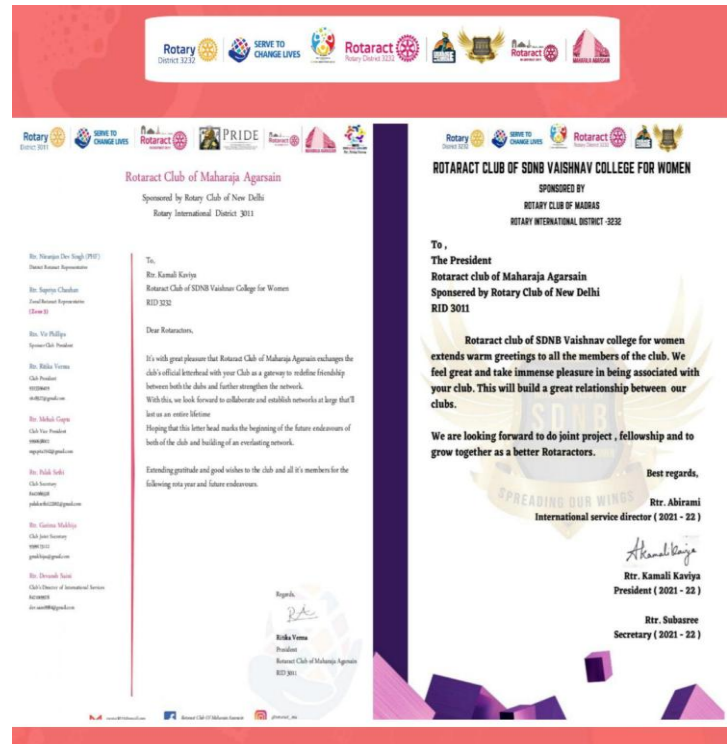 Rotary
District 3232
SERVE TO
CHANGE LIVES
Rotaract
Rotary District 3232
Rotaract
MAHARAJA AGARSAIN
Rotary
District 3011
SERVE TO
CHANGE LIVES
Rotaract
PRIDE
Rotaract
MAHARAJA AGARSAIN
Rotaract Club of Maharaja Agarsain
Sponsored by Rotary Club of New Delhi
Rotary International District 3011
Rtr. Niranjan Dev Singh (PHF)
District Rotaract Representative
Rtr. Supriya Chauhan
Zonal Rotaract Representative
(Zone 5)
Rtn. Vir Phillips
Sponsor Club President
Rtr. Ritika Verma
Club President
Rtr. Mehak Gupta
Club Vice President
Rtr. Palak Sethi
Club Secretary
Rtr. Garima Makhija
Club Joint Secretary
Rtr. Devansh Saini
Club's Director of International Services
To,
Rtr. Kamali Kaviya
Rotaract Club of SDNB Vaishnav College for Women
RID 3232
Dear Rotaractors,
It's with great pleasure that Rotaract Club of Maharaja Agarsain exchanges the
club's official letterhead with your Club as a gateway to redefine friendship
between both the clubs and further strengthen the network.
With this, we look forward to collaborate and establish networks at large that'll
last us an entire lifetime
Hoping that this letter head marks the beginning of the future endeavours of
both of the club and building of an everlasting network.
Extending gratitude and good wishes to the club and all it's members for the
following rota year and future endeavours.
Regards,
Ritika Verma
President
Rotaract Club of Maharaja Agarsain
RID 3011
Rotaract Club Of Maharaja Agarsain
Rotary
District 3232
SERVE TO
CHANGE LIVES
Rotaract
ROTARACT CLUB OF SDNB VAISHNAV COLLEGE FOR WOMEN
SPONSORED BY
ROTARY CLUB OF MADRAS
ROTARY INTERNATIONAL DISTRICT -3232
To ,
The President
Rotaract club of Maharaja Agarsain
Sponsered by Rotary Club of New Delhi
RID 3011
Rotaract club of SDNB Vaishnav college for women
extends warm greetings to all the members of the club. We
feel great and take immense pleasure in being associated with
your club. This will build a great relationship between our
clubs.
We are looking forward to do joint project , fellowship and to
grow together as a better Rotaractors.
SDNB
SPREADING OUR WINGS
Best regards,
Rtr. Abirami
International service director ( 2021 - 22 )
Rtr. Kamali Kaviya
President ( 2021 - 22 )
Rtr. Subasree
Secretary ( 2021 - 22 )